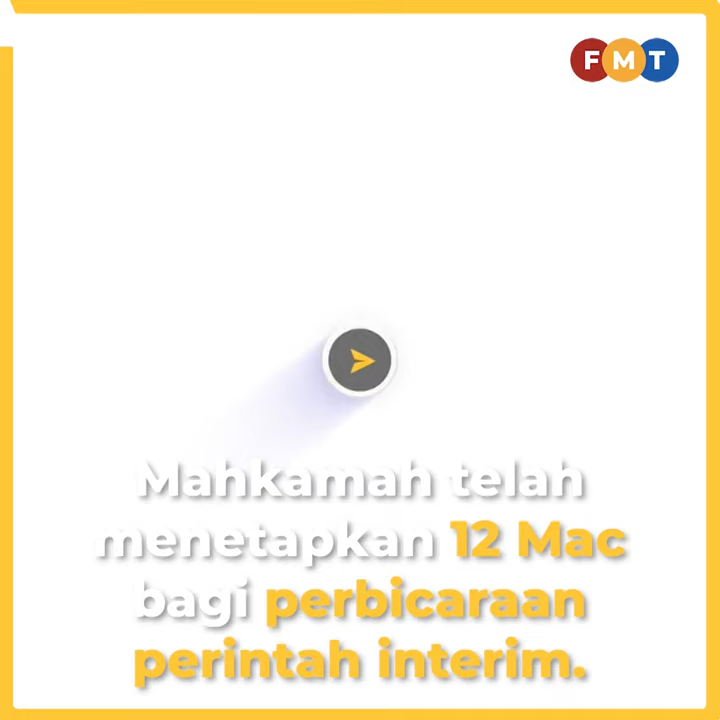 FMT
Mahkamah telah
menetapkan 12 Mac
bagi perbicaraan
perintah interim.